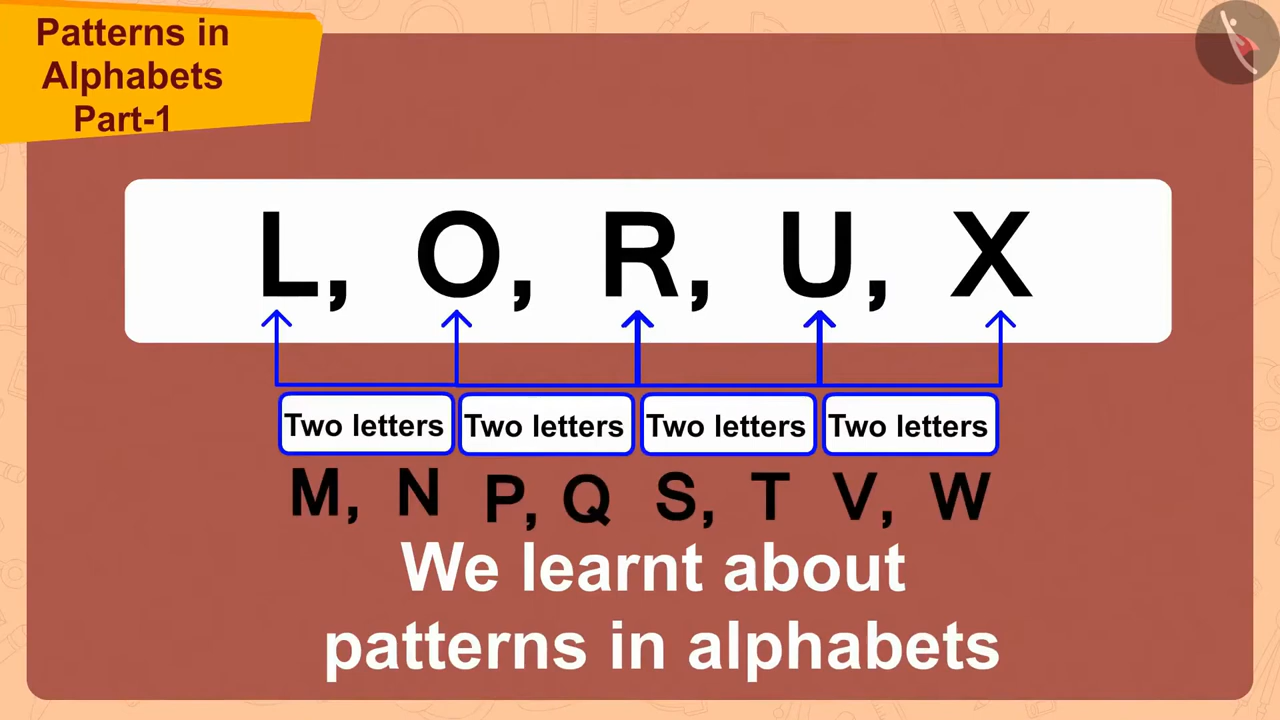 Patterns in
Alphabets
Part-1
L, O, R, U, X
Two letters Two letters Two letters Two letters
M, N P, Q S, T V, W
We learnt about
patterns in alphabets